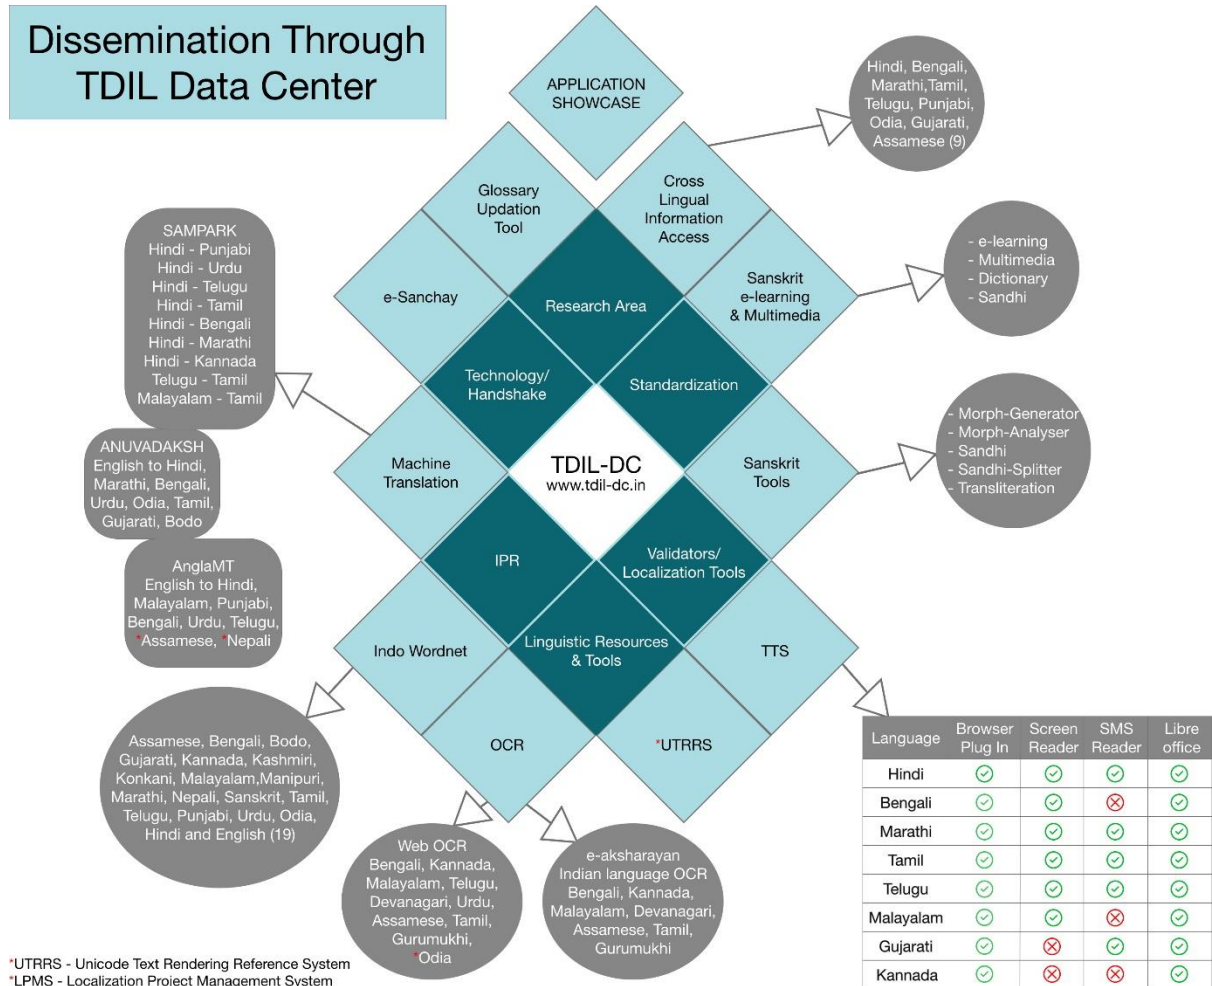 Dissemination Through
TDIL Data Center
APPLICATION
SHOWCASE
Hindi, Bengali,
Marathi,Tamil,
Telugu, Punjabi,
Odia, Gujarati,
Assamese (9)
Glossary
Updation
Tool
Cross
Lingual
Information
Access
SAMPARK
Hindi - Punjabi
Hindi - Urdu
Hindi - Telugu
Hindi - Tamil
Hindi - Bengali
Hindi - Marathi
Hindi - Kannada
Telugu - Tamil
Malayalam - Tamil
e-Sanchay
Research Area
Sanskrit
e-learning
& Multimedia
- e-learning
- Multimedia
- Dictionary
- Sandhi
Technology/
Handshake
Standardization
ANUVADAKSH
English to Hindi,
Marathi, Bengali,
Urdu, Odia, Tamil,
Gujarati, Bodo
Machine
Translation
TDIL-DC
www.tdil-dc.in
Sanskrit
Tools
- Morph-Generator
- Morph-Analyser
- Sandhi
- Sandhi-Splitter
- Transliteration
AnglaMT
English to Hindi,
Malayalam, Punjabi,
Bengali, Urdu, Telugu,
*Assamese, *Nepali
IPR
Validators/
Localization Tools
Indo Wordnet
Linguistic Resources
& Tools
TTS
Assamese, Bengali, Bodo,
Gujarati, Kannada, Kashmiri,
Konkani, Malayalam,Manipuri,
Marathi, Nepali, Sanskrit, Tamil,
Telugu, Punjabi, Urdu, Odia,
Hindi and English (19)
OCR
*UTRRS
Web OCR
Bengali, Kannada,
Malayalam, Telugu,
Devanagari, Urdu,
Assamese, Tamil,
Gurumukhi,
*Odia
e-aksharayan
Indian language OCR
Bengali, Kannada,
Malayalam, Devanagari,
Assamese, Tamil,
Gurumukhi
Language Browser Plug In Screen Reader SMS Reader Libre office
Hindi
Bengali
Marathi
Tamil
Telugu
Malayalam
Gujarati
Kannada
*UTRRS - Unicode Text Rendering Reference System
*LPMS - Localization Project Management System